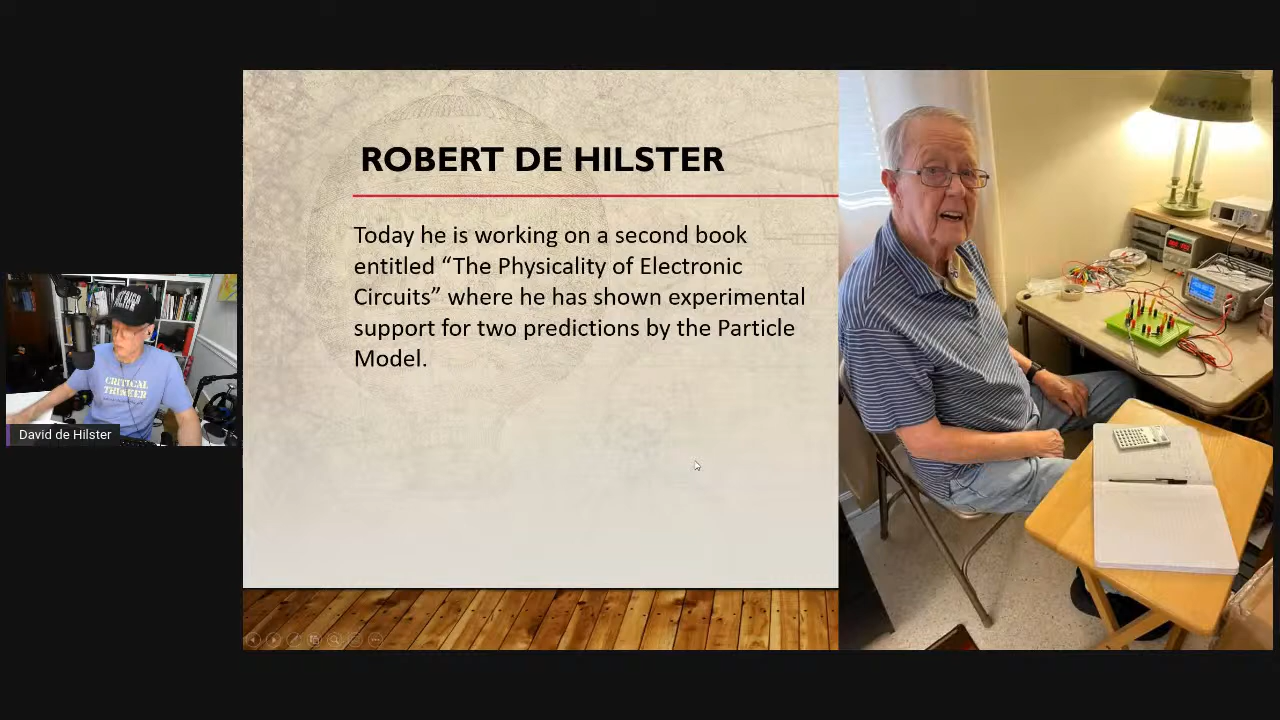 ROBERT DE HILSTER
Today he is working on a second book
entitled “The Physicality of Electronic
Circuits” where he has shown experimental
support for two predictions by the Particle
Model.
CRITICAL
THINKER
David de Hilster